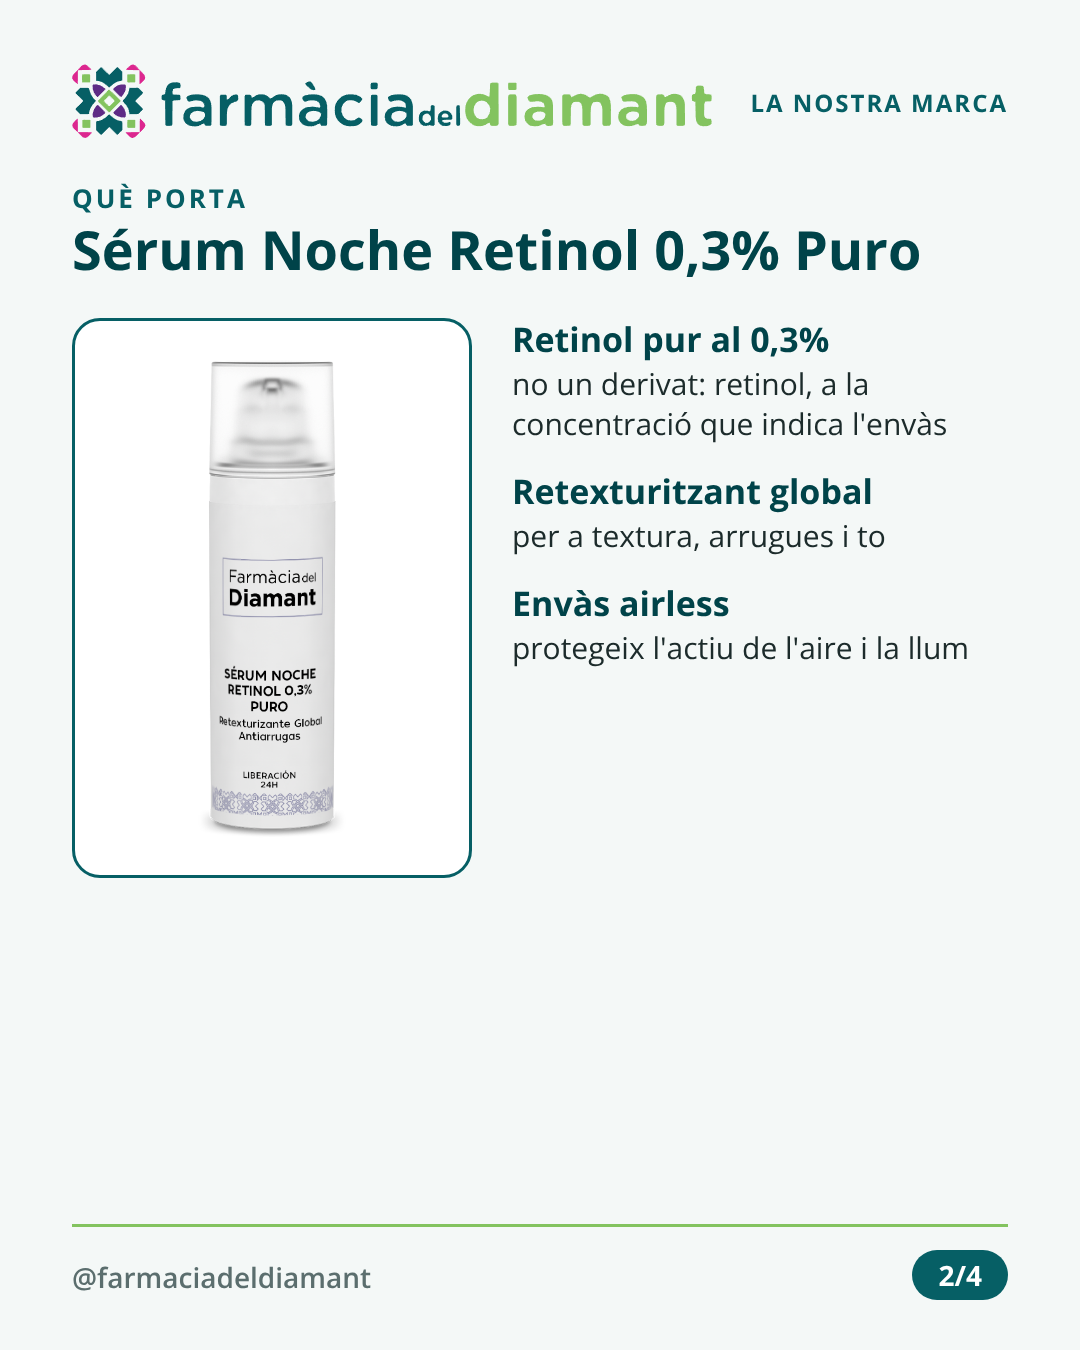 farmàciadeldiamant
LA NOSTRA MARCA
QUÈ PORTA
Sérum Noche Retinol 0,3% Puro
Farmàciadel
Diamant
SÉRUM NOCHE
RETINOL 0,3%
PURO
Retexturizante Global
Antiarrugas
LIBERACIÓN
24H
Retinol pur al 0,3%
no un derivat: retinol, a la
concentració que indica l'envàs
Retexturitzant global
per a textura, arrugues i to
Envàs airless
protegeix l'actiu de l'aire i la llum
@farmaciadeldiamant
2/4